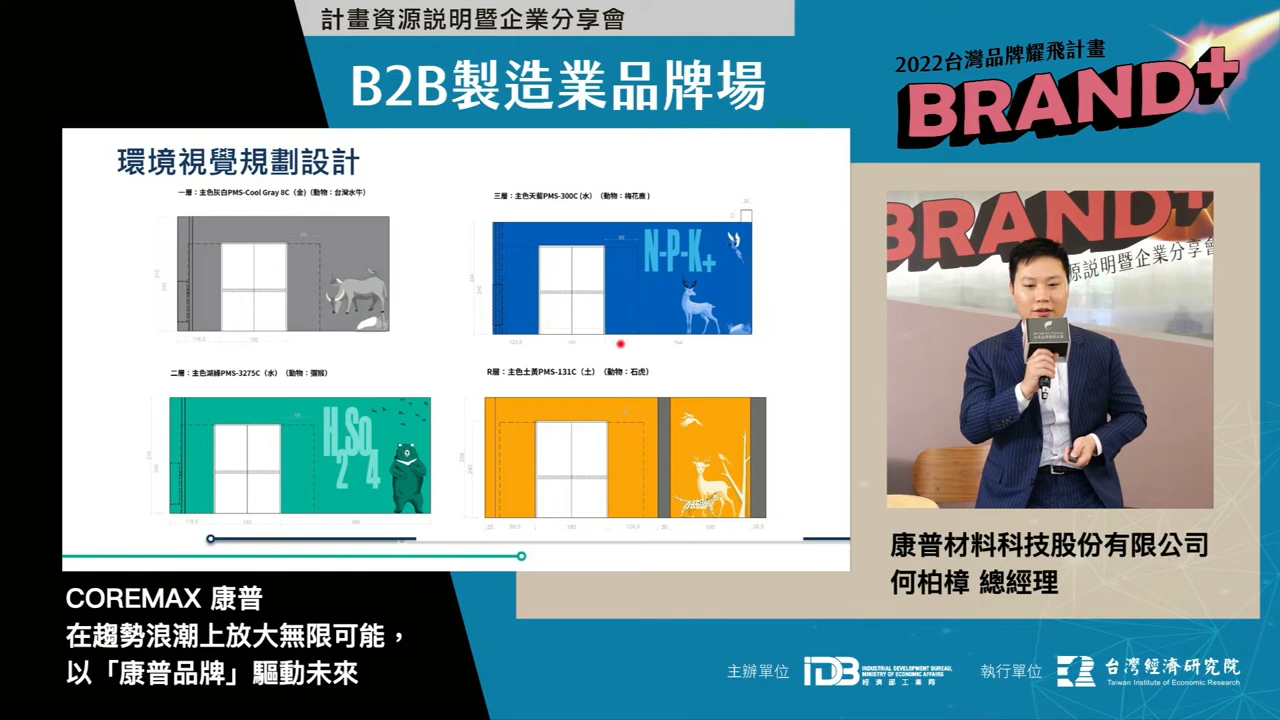 計畫資源説明暨企業分享會
B2B製造業品牌場
2022台灣品牌耀飛計畫
BRAND+
環境視覺規劃設計
一層：主色灰白PMS-Cool Gray 8C（金)（動物：台灣水牛）
三層：主色天藍PMS-300C (水）（動物：梅花鹿 )
N-P-K+
二層：主色湖綠PMS-3275C（水）（動物：獼猴）
R層：主色土黃PMS-131C（土）（動物：石虎）
H2SO4
BRAND+
源説明暨企業分享會
康普材料科技股份有限公司
何柏樟 總經理
COREMAX 康普
在趨勢浪潮上放大無限可能，
以「康普品牌」驅動未來
主辦單位
IDB
INDUSTRIAL DEVELOPMENT BUREAU,
MINISTRY OF ECONOMIC AFFAIRS
經濟部工業局
執行單位
台灣經濟研究院
Taiwan Institute of Economic Research